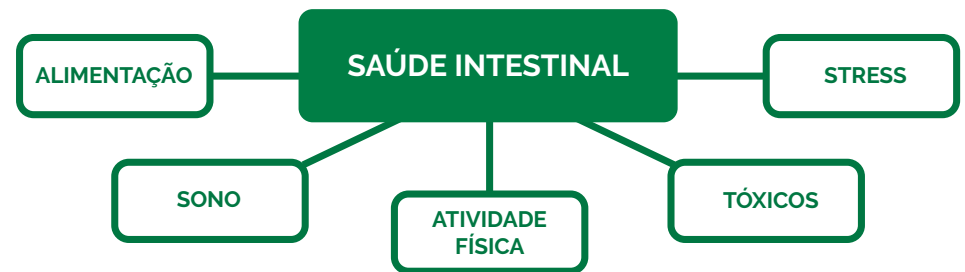 SAÚDE INTESTINAL
ALIMENTAÇÃO
STRESS
SONO
TÓXICOS
ATIVIDADE
FÍSICA